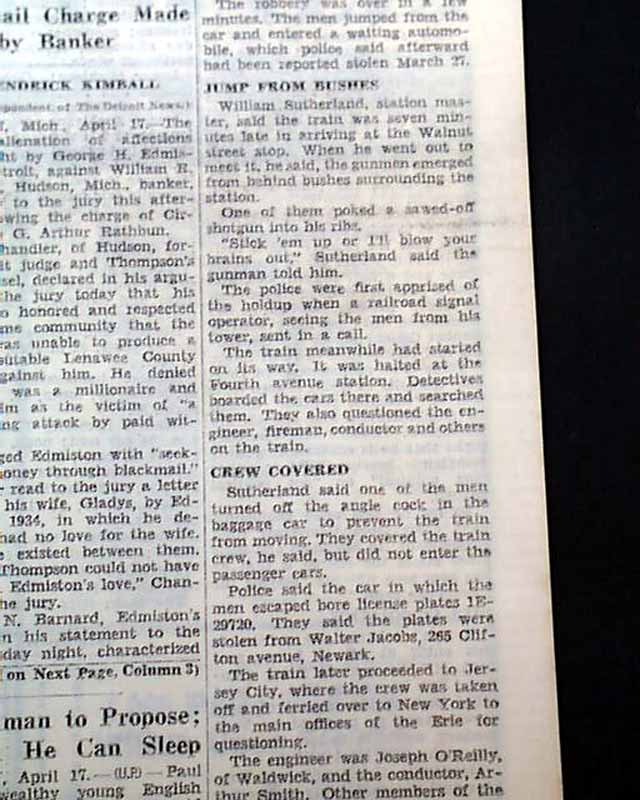 ail Charge Made
by Banker
ENDRICK KIMBALL
pondent of The Detroit News.)
, Mich., April 17.—The
alienation of affections
ht by George H. Edmis-
troit, against William R.
Hudson, Mich., banker,
to the jury this after-
owing the charge of Cir-
G. Arthur Rathbun.
handler, of Hudson, for-
it judge and Thompson's
sel, declared in his argu-
he jury today that his
o honored and respected
me community that the
was unable to produce a
sutable Lenawee County
gainst him. He denied
was a millionaire and
im as the victim of "a
ng attack by paid wit-
ged Edmiston with "seek-
oney through blackmail."
read to the jury a letter
his wife, Gladys, by Ed-
1934, in which he de-
had no love for the wife.
existed between them.
Thompson could not have
Edmiston's love," Chan-
he jury.
N. Barnard, Edmiston's
n his statement to the
day night, characterized
on Next Page, Column 3)
man to Propose;
He Can Sleep
, April 17.—(U.P.)—Paul
wealthy young English
The robbery was over in a few
minutes. The men jumped from the
car and entered a waiting automo-
bile, which police said afterward
had been reported stolen March 27.
JUMP FROM BUSHES
William Sutherland, station mas-
ter, said the train was seven min-
utes late in arriving at the Walnut
street stop. When he went out to
meet it, he said, the gunmen emerged
from behind bushes surrounding the
station.
One of them poked a sawed-off
shotgun into his ribs.
"Stick 'em up or I'll blow your
brains out," Sutherland said the
gunman told him.
The police were first apprised of
the holdup when a railroad signal
operator, seeing the men from his
tower, sent in a call.
The train meanwhile had started
on its way. It was halted at the
Fourth avenue station. Detectives
boarded the cars there and searched
them. They also questioned the en-
gineer, fireman, conductor and others
on the train.
CREW COVERED
Sutherland said one of the men
turned off the angle cock in the
baggage car to prevent the train
from moving. They covered the train
crew, he said, but did not enter the
passenger cars.
Police said the car in which the
men escaped bore license plates 1E-
29720. They said the plates were
stolen from Walter Jacobs, 265 Clif-
ton avenue, Newark.
The train later proceeded to Jer-
sey City, where the crew was taken
off and ferried over to New York to
the main offices of the Erie for
questioning.
The engineer was Joseph O'Reilly,
of Waldwick, and the conductor, Ar-
thur Smith. Other members of the